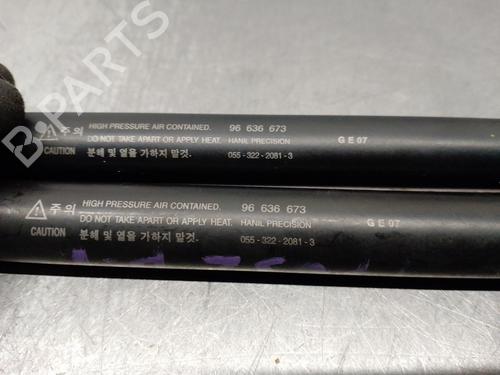 주의 HIGH PRESSURE AIR CONTAINED. 96 636 673
DO NOT TAKE APART OR APPLY HEAT. HANIL PRECISION G E 07
CAUTION 분해 및 열을 가하지 말것. 055-322-2081-3
주의 HIGH PRESSURE AIR CONTAINED. 96 636 673
DO NOT TAKE APART OR APPLY HEAT. HANIL PRECISION G E 07
CAUTION 분해 및 열을 가하지 말것. 055-322-2081-3
B-PARTS